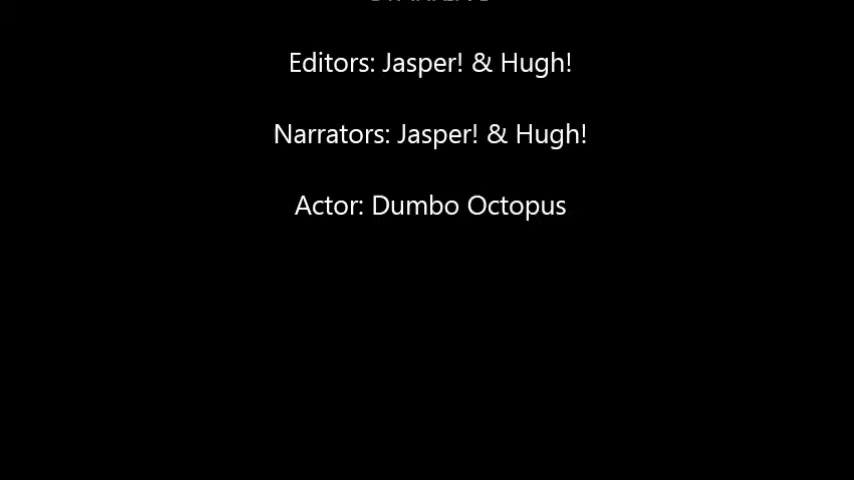 Editors: Jasper! & Hugh!
Narrators: Jasper! & Hugh!
Actor: Dumbo Octopus